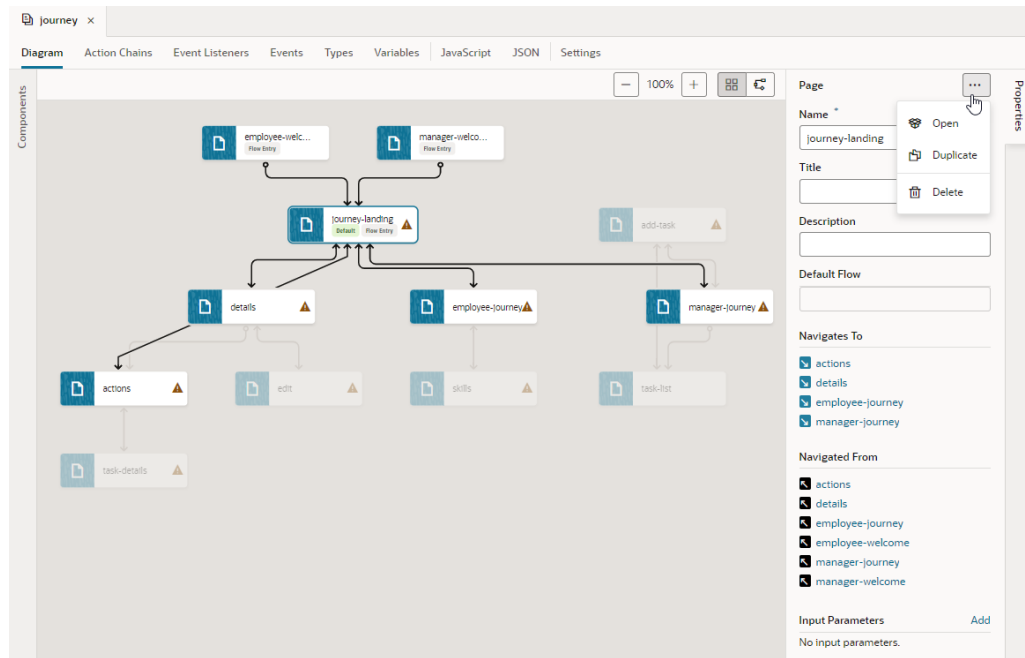 journey ×
Diagram Action Chains Event Listeners Events Types Variables JavaScript JSON Settings
Components
− 100% +
employee-welc...
Flow Entry
manager-welco...
Flow Entry
journey-landing
Default Flow Entry
add-task
details
employee-journey
manager-journey
actions
edit
skills
task-list
task-details
Page
...
Name *
journey-landing
Open
Duplicate
Delete
Title
Description
Default Flow
Navigates To
actions
details
employee-journey
manager-journey
Navigated From
actions
details
employee-journey
employee-welcome
manager-journey
manager-welcome
Input Parameters Add
No input parameters.
Properties